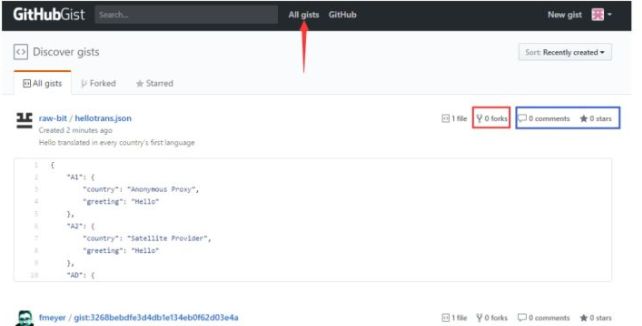 GitHubGist Search... All gists GitHub New gist
Discover gists Sort: Recently created
All gists Forked Starred
raw-bit / hellotrans.json 1 file 0 forks 0 comments 0 stars
Created 2 minutes ago
Hello translated in every country's first language
1 {
2 "A1": {
3 "country": "Anonymous Proxy",
4 "greeting": "Hello"
5 },
6 "A2": {
7 "country": "Satellite Provider",
8 "greeting": "Hello"
9 },
10 "AD": {
fmeyer / gist:3268bebdfe3d4db1e134eb0f62d03e4a 1 file 0 forks 0 comments 0 stars